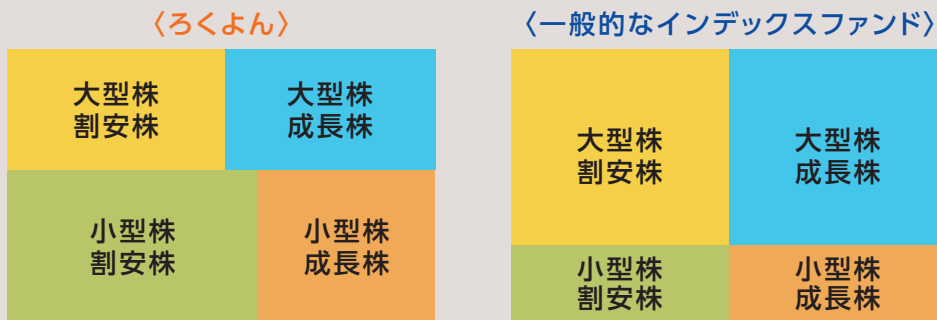 〈ろくよん〉
大型株
割安株
大型株
成長株
小型株
割安株
小型株
成長株
〈一般的なインデックスファンド〉
大型株
割安株
大型株
成長株
小型株
割安株
小型株
成長株